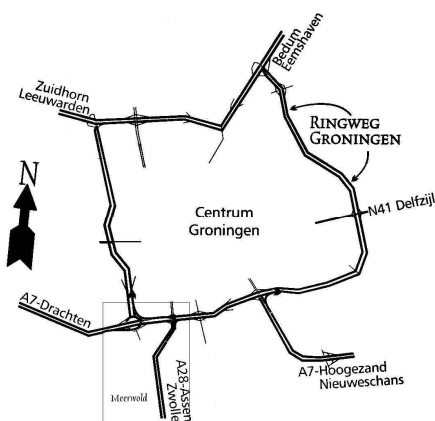 Bedum
Eemshaven
Zuidhorn
Leeuwarden
RINGWEG
GRONINGEN
N
Centrum
Groningen
N41 Delfzijl
A7-Drachten
A28-Assen
Zwolle
A7-Hoogezand
Nieuweschans
Meerwold